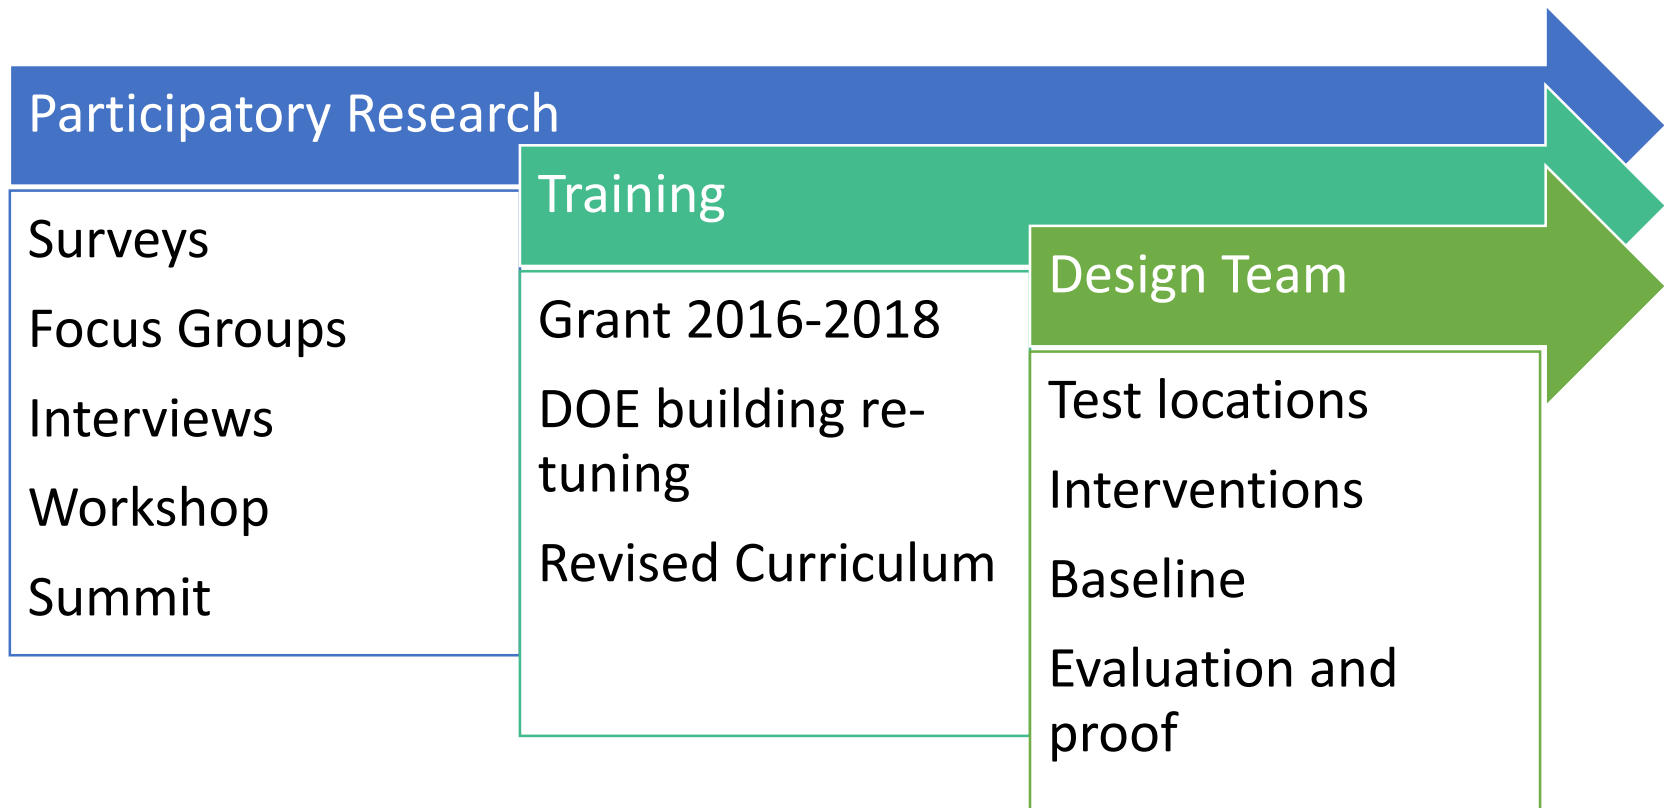 Participatory Research
Surveys
Focus Groups
Interviews
Workshop
Summit
Training
Grant 2016-2018
DOE building re-
tuning
Revised Curriculum
Design Team
Test locations
Interventions
Baseline
Evaluation and
proof